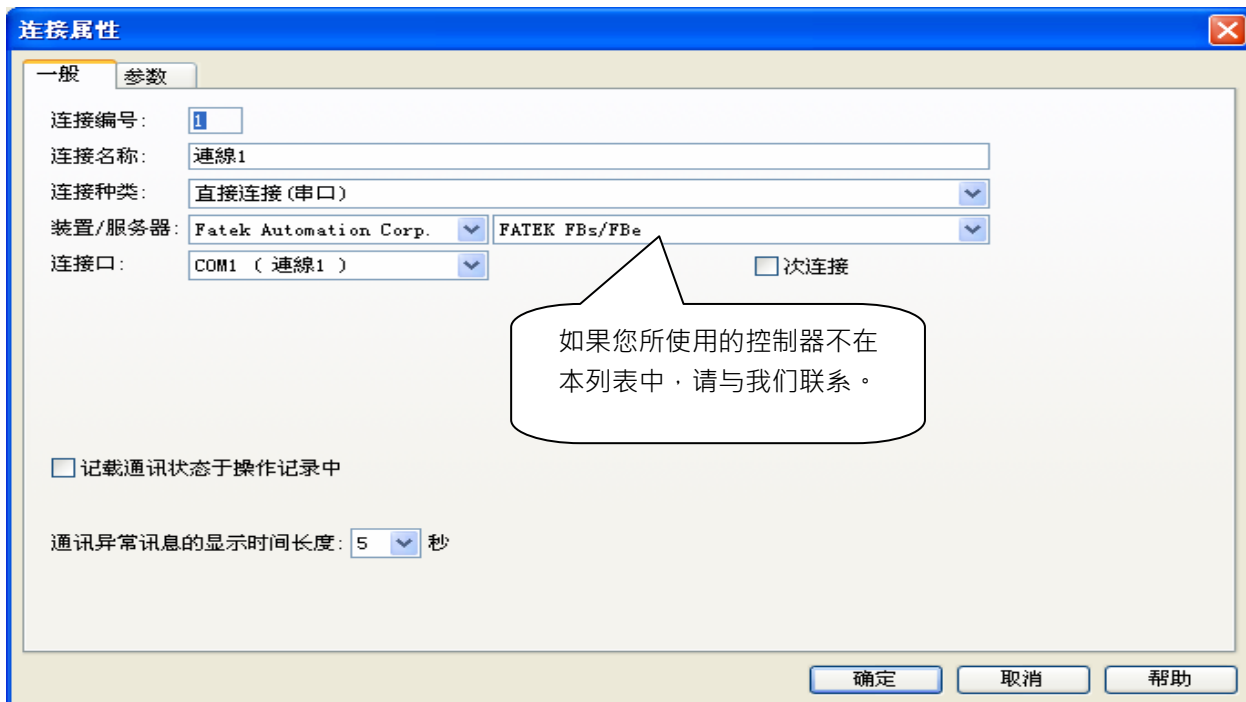 连接属性
一般 参数
连接编号: 1
连接名称: 連線1
连接种类: 直接连接(串口)
装置/服务器: Fatek Automation Corp. FATEK FBs/FBe
连接口: COM1 ( 連線1 ) 次连接
如果您所使用的控制器不在
本列表中，请与我们联系。
记载通讯状态于操作记录中
通讯异常讯息的显示时间长度: 5 秒
确定 取消 帮助